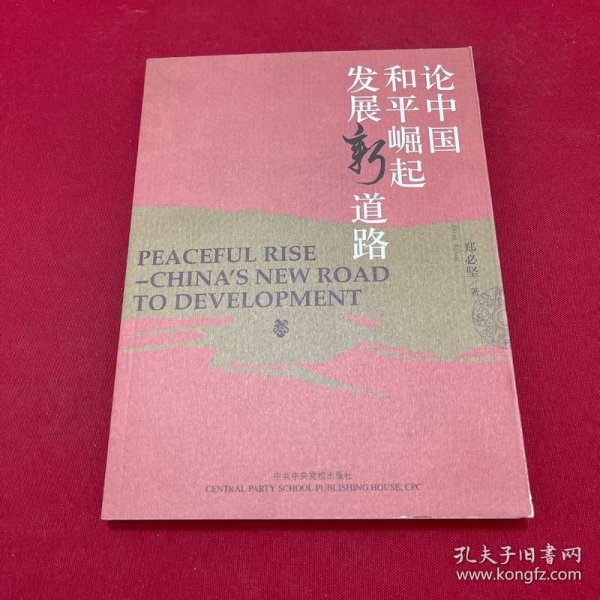 论中国
和平崛起
发展新道路
郑必坚 著
PEACEFUL RISE
–CHINA'S NEW ROAD
TO DEVELOPMENT
中共中央党校出版社
CENTRAL PARTY SCHOOL PUBLISHING HOUSE, CPC
孔夫子旧书网
www.kongfz.com